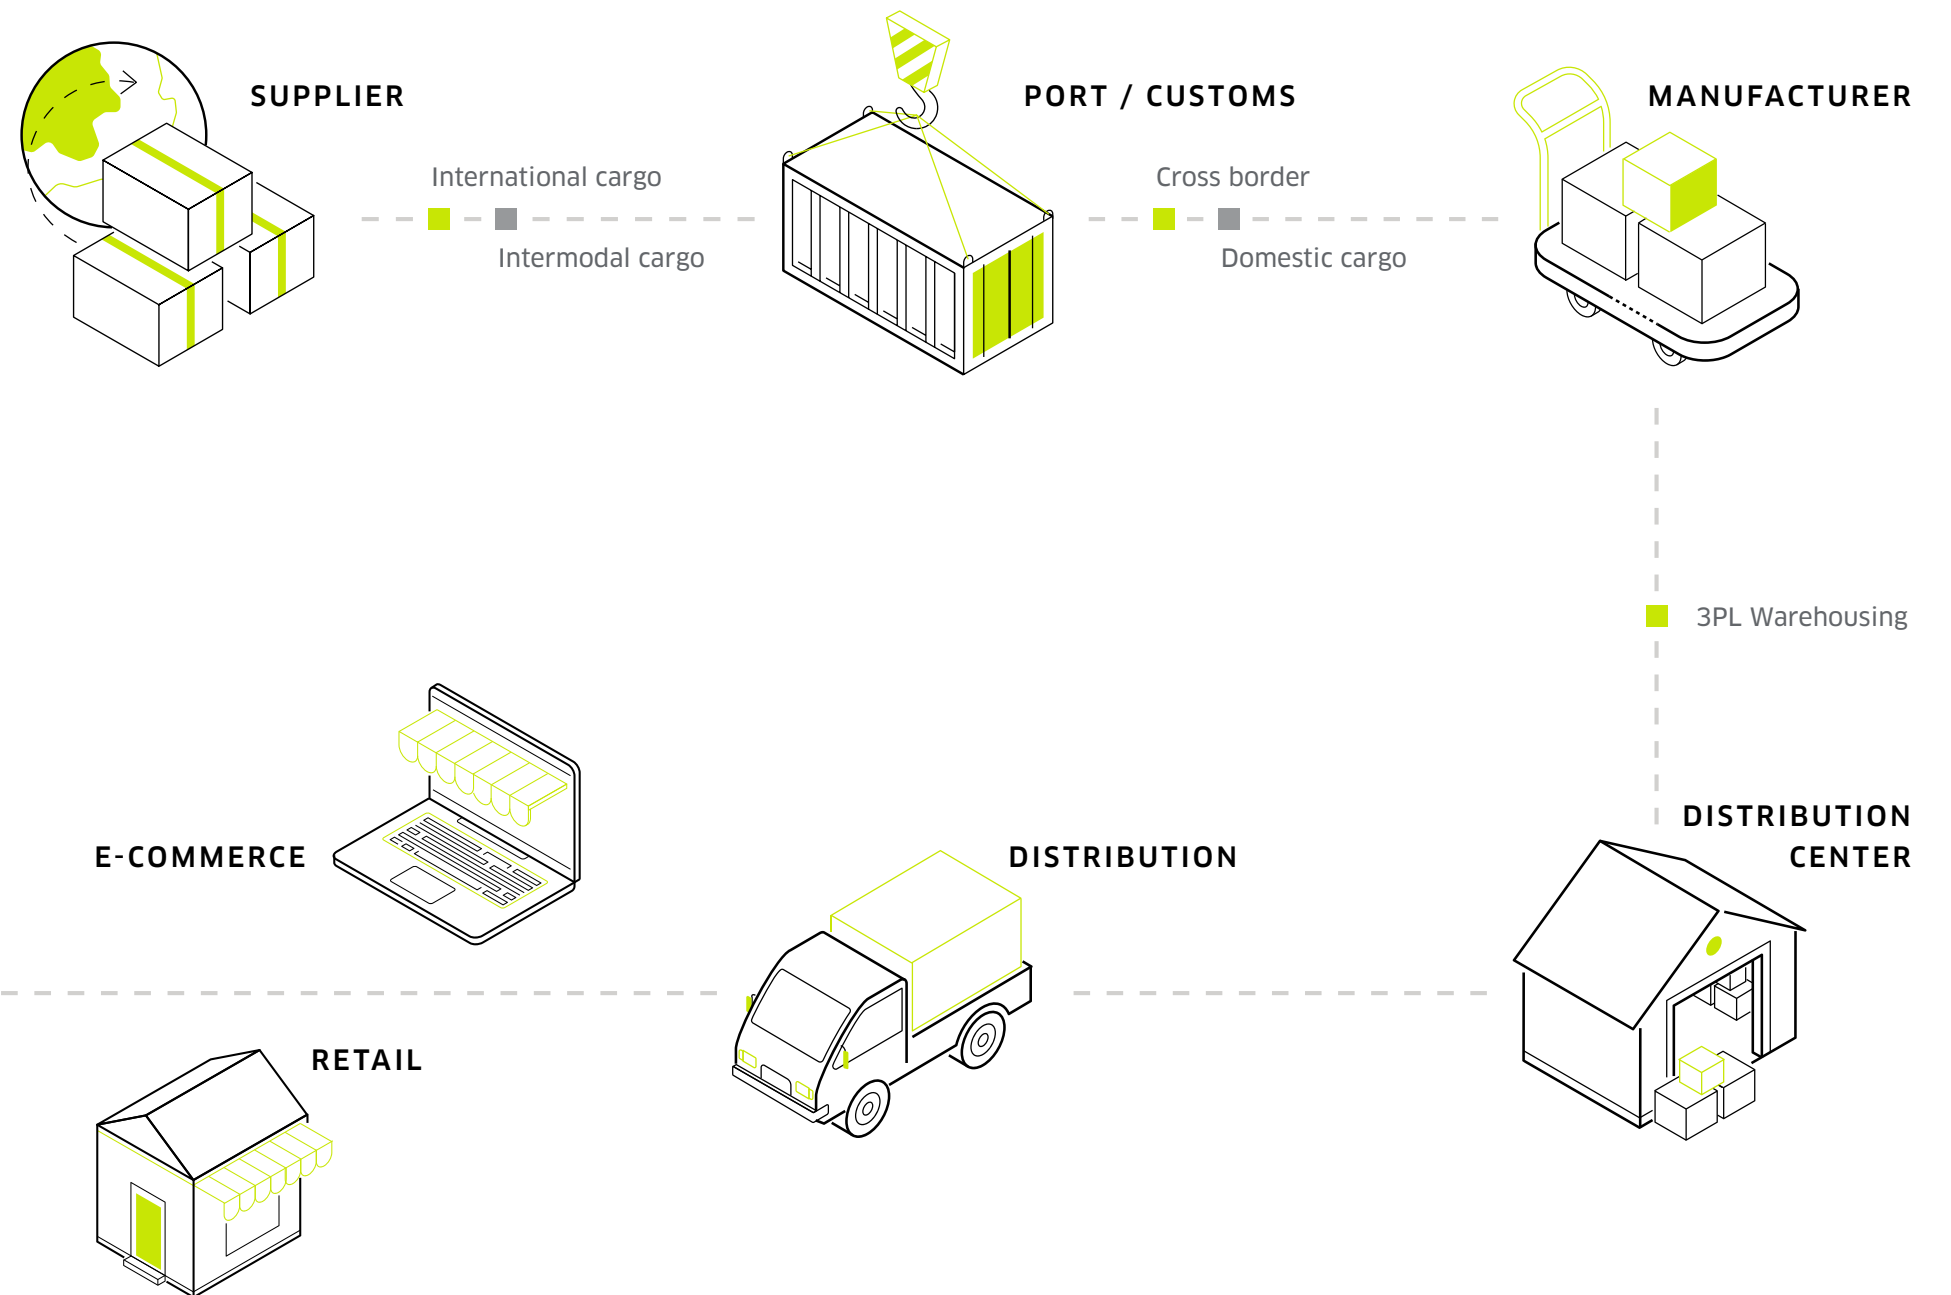 SUPPLIER
International cargo
Intermodal cargo
PORT / CUSTOMS
Cross border
Domestic cargo
MANUFACTURER
3PL Warehousing
DISTRIBUTION
CENTER
DISTRIBUTION
E-COMMERCE
RETAIL